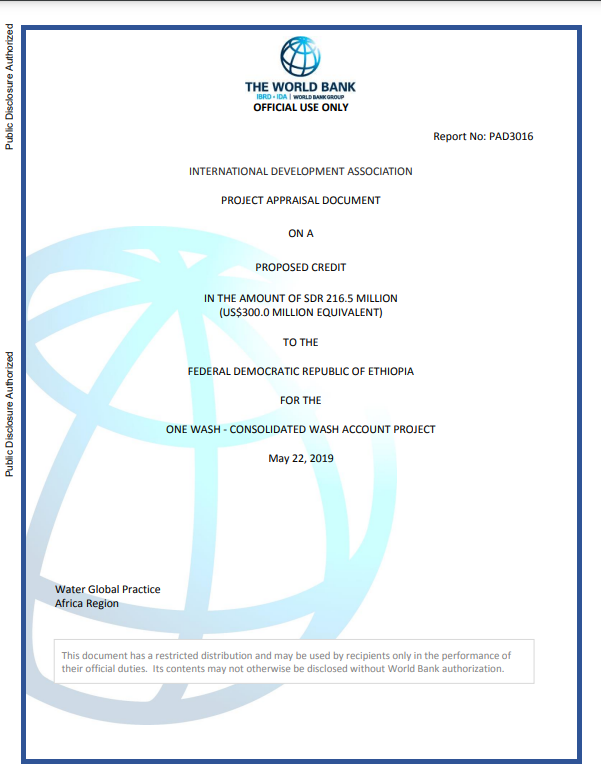 Public Disclosure Authorized
THE WORLD BANK
IBRD • IDA | WORLD BANK GROUP
OFFICIAL USE ONLY
Report No: PAD3016
INTERNATIONAL DEVELOPMENT ASSOCIATION
PROJECT APPRAISAL DOCUMENT
ON A
PROPOSED CREDIT
IN THE AMOUNT OF SDR 216.5 MILLION
(US$300.0 MILLION EQUIVALENT)
TO THE
Public Disclosure Authorized
FEDERAL DEMOCRATIC REPUBLIC OF ETHIOPIA
FOR THE
ONE WASH - CONSOLIDATED WASH ACCOUNT PROJECT
May 22, 2019
Water Global Practice
Africa Region
This document has a restricted distribution and may be used by recipients only in the performance of
their official duties.  Its contents may not otherwise be disclosed without World Bank authorization.